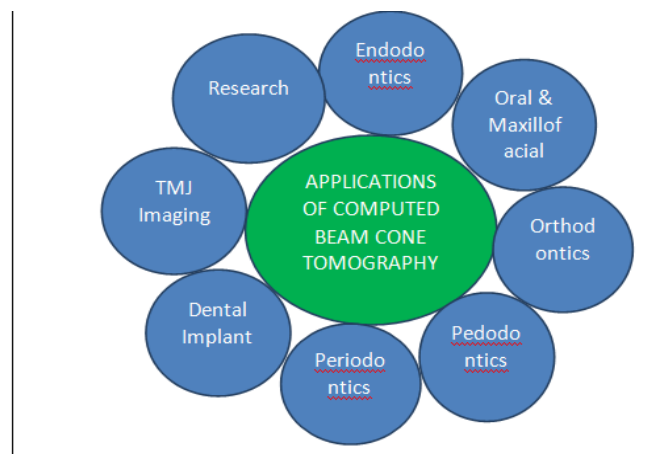 Endodo
ntics
Research
Oral &
Maxillof
acial
TMJ
Imaging
APPLICATIONS
OF COMPUTED
BEAM CONE
TOMOGRAPHY
Orthod
ontics
Dental
Implant
Periodo
ntics
Pedodo
ntics